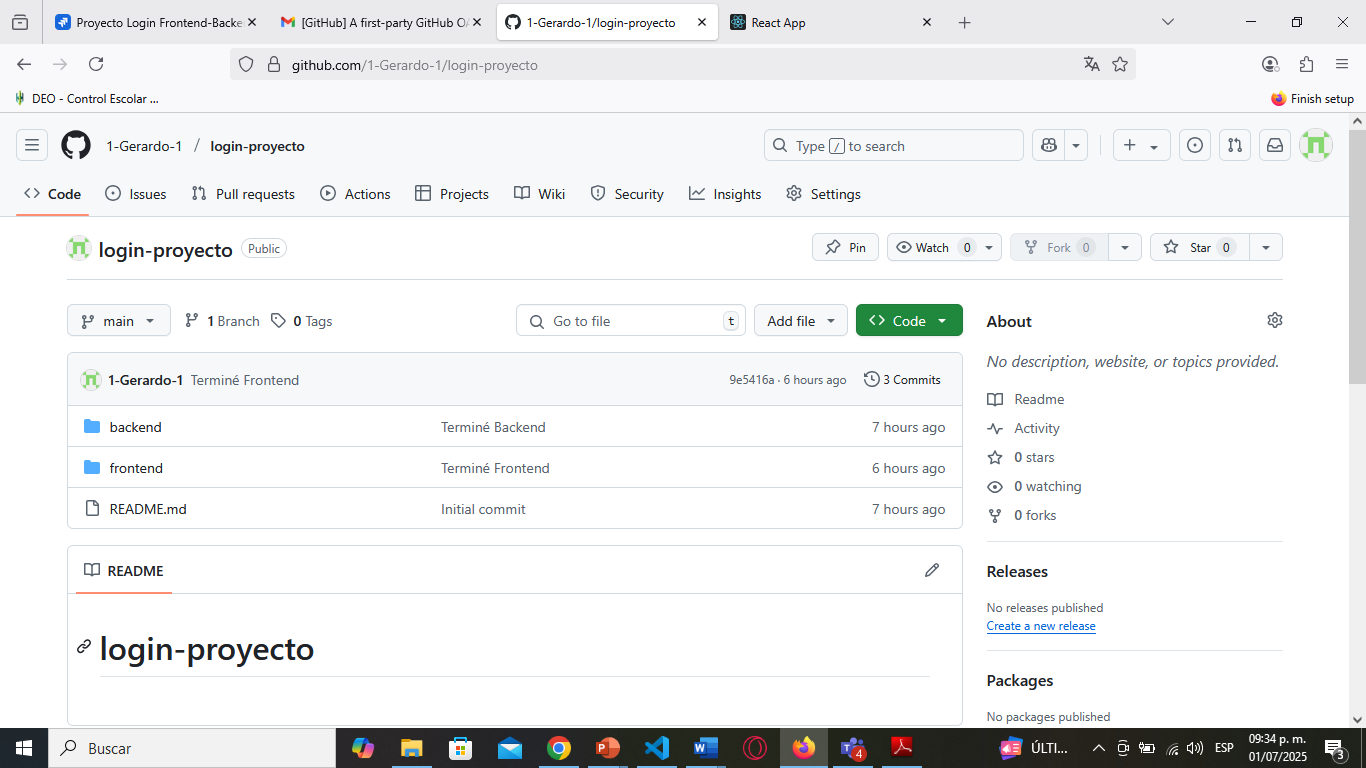 Proyecto Login Frontend-Backe
[GitHub] A first-party GitHub OA
1-Gerardo-1/login-proyecto
React App
github.com/1-Gerardo-1/login-proyecto
DEO - Control Escolar ...
Finish setup
1-Gerardo-1 / login-proyecto
Type / to search
Code
Issues
Pull requests
Actions
Projects
Wiki
Security
Insights
Settings
login-proyecto Public
Pin
Watch 0
Fork 0
Star 0
main
1 Branch
0 Tags
Go to file t
Add file
Code
About
No description, website, or topics provided.
1-Gerardo-1 Terminé Frontend
9e5416a · 6 hours ago
3 Commits
backend Terminé Backend 7 hours ago
frontend Terminé Frontend 6 hours ago
README.md Initial commit 7 hours ago
Readme
Activity
0 stars
0 watching
0 forks
README
login-proyecto
Releases
No releases published
Create a new release
Packages
No packages published
Buscar
4
ÚLTI...
ESP
09:34 p. m.
01/07/2025
3